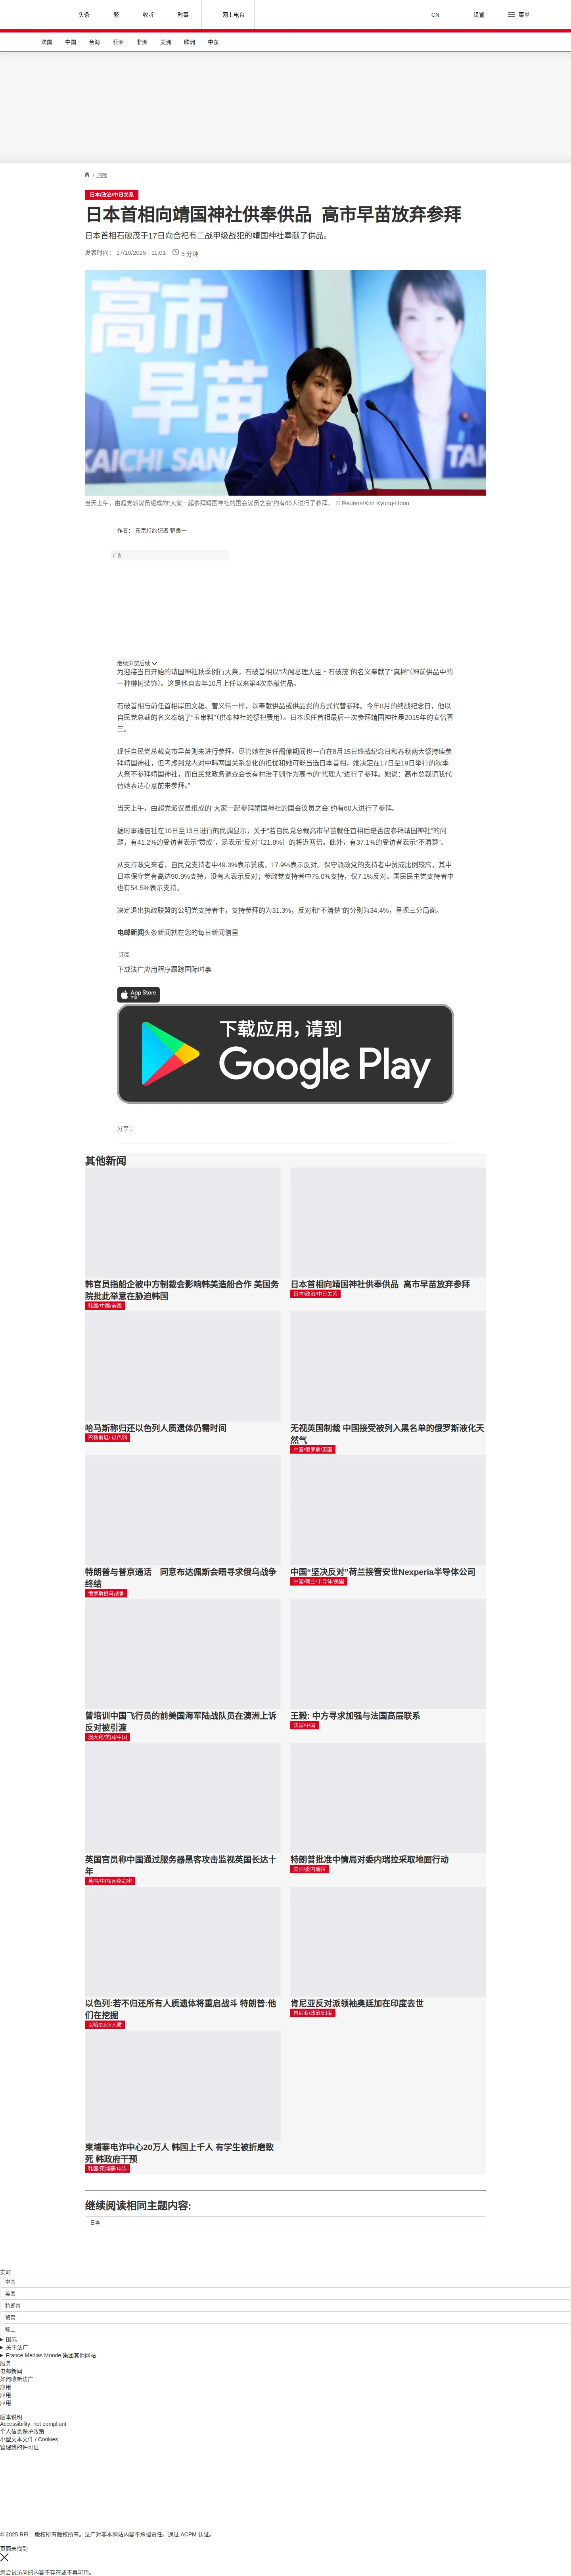 头条
繁
收听
时事
网上电台
CN
设置
菜单
法国
中国
台海
亚洲
非洲
美洲
欧洲
中东
/ 国际
日本/政治/中日关系
日本首相向靖国神社供奉供品 高市早苗放弃参拜
日本首相石破茂于17日向合祀有二战甲级战犯的靖国神社奉献了供品。
发表时间： 17/10/2025 - 11:01
5 分钟
高市
早苗
KAICHI SANA
TAK
当天上午，由超党派议员组成的“大家一起参拜靖国神社的国会议员之会”约有60人进行了参拜。 © Reuters/Kim Kyung-Hoon
作者： 东京特约记者 楚良一
广告
继续浏览后续
为迎接当日开始的靖国神社秋季例行大祭，石破首相以“内阁总理大臣・石破茂”的名义奉献了“真榊”（神前供品中的
一种榊树装饰）。这是他自去年10月上任以来第4次奉献供品。
石破首相与前任首相岸田文雄、菅义伟一样，以奉献供品或供品费的方式代替参拜。今年8月的终战纪念日，他以
自民党总裁的名义奉纳了“玉串料”（供奉神社的祭祀费用）。日本现任首相最后一次参拜靖国神社是2015年的安倍晋
三。
现任自民党总裁高市早苗则未进行参拜。尽管她在担任阁僚期间也一直在8月15日终战纪念日和春秋两大祭持续参
拜靖国神社，但考虑到党内对中韩两国关系恶化的担忧和她可能当选日本首相，她决定在17日至19日举行的秋季
大祭不参拜靖国神社，而自民党政务调查会长有村治子则作为高市的“代理人”进行了参拜。她说：高市总裁请我代
替她表达心意前来参拜。”
当天上午，由超党派议员组成的“大家一起参拜靖国神社的国会议员之会”约有60人进行了参拜。
据时事通信社在10日至13日进行的民调显示，关于“若自民党总裁高市早苗就任首相后是否应参拜靖国神社”的问
题，有41.2%的受访者表示“赞成”，是表示“反对”（21.8%）的将近两倍。此外，有37.1%的受访者表示“不清楚”。
从支持政党来看，自民党支持者中49.3%表示赞成，17.9%表示反对。保守派政党的支持者中赞成比例较高，其中
日本保守党有高达90.9%支持，没有人表示反对；参政党支持者中75.0%支持，仅7.1%反对。国民民主党支持者中
也有54.5%表示支持。
决定退出执政联盟的公明党支持者中，支持参拜的为31.3%，反对和“不清楚”的分别为34.4%，呈现三分局面。
电邮新闻头条新闻就在您的每日新闻信里
订阅
下载法广应用程序跟踪国际时事
App Store
下载
下载应用，请到
Google Play
分享 :
其他新闻
韩官员指船企被中方制裁会影响韩美造船合作 美国务
院批此举意在胁迫韩国
韩国/中国/美国
日本首相向靖国神社供奉供品 高市早苗放弃参拜
日本/政治/中日关系
哈马斯称归还以色列人质遗体仍需时间
巴勒斯坦/ 以色列
无视英国制裁 中国接受被列入黑名单的俄罗斯液化天
然气
中国/俄罗斯/英国
特朗普与普京通话 同意布达佩斯会晤寻求俄乌战争
终结
俄罗斯侵乌战争
中国“坚决反对”荷兰接管安世Nexperia半导体公司
中国/荷兰/半导体/美国
曾培训中国飞行员的前美国海军陆战队员在澳洲上诉
反对被引渡
澳大利/美国/中国
王毅: 中方寻求加强与法国高层联系
法国/中国
英国官员称中国通过服务器黑客攻击监视英国长达十
年
英国/中国/网络窃密
特朗普批准中情局对委内瑞拉采取地面行动
美国/委内瑞拉
以色列:若不归还所有人质遗体将重启战斗 特朗普:他
们在挖掘
以哈/加沙/人质
肯尼亚反对派领袖奥廷加在印度去世
肯尼亚/政治/印度
柬埔寨电诈中心20万人 韩国上千人 有学生被折磨致
死 韩政府干预
韩国/柬埔寨/电诈
继续阅读相同主题内容:
日本
实时
中国
美国
特朗普
贸易
稀土
国际
关于法广
France Médias Monde 集团其他网站
服务
电邮新闻
如何收听法广
应用
应用
应用
版本说明
Accessibility: not compliant
个人信息保护政策
小型文本文件 / Cookies
管理我的许可证
© 2025 RFI – 版权所有版权所有。法广对非本网站内容不承担责任。通过 ACPM 认证。
页面未找到
您尝试访问的内容不存在或不再可用。